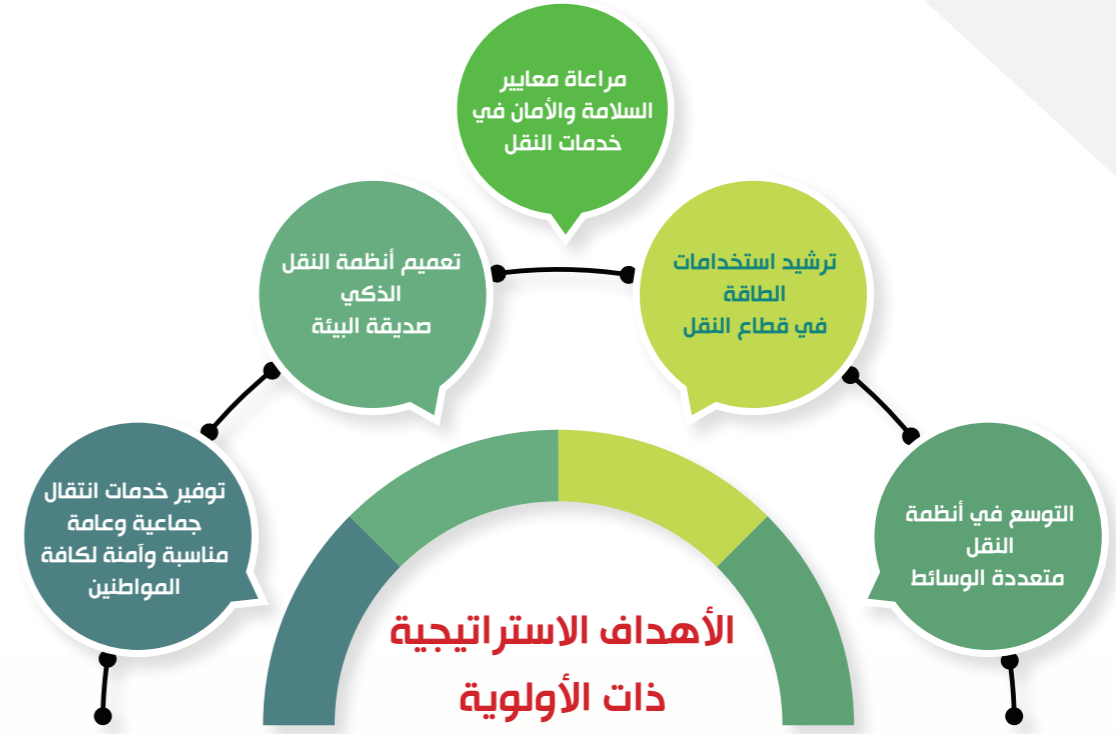 مراعاة معايير
السلامة والأمان في
خدمات النقل
ترشيد استخدامات
الطاقة
في قطاع النقل
تعميم أنظمة النقل
الذكي
صديقة البيئة
التوسع في أنظمة
النقل
متعددة الوسائط
توفير خدمات انتقال
جماعية وعامة
مناسبة وآمنة لكافة
المواطنين
الأهداف الاستراتيجية
ذات الأولوية